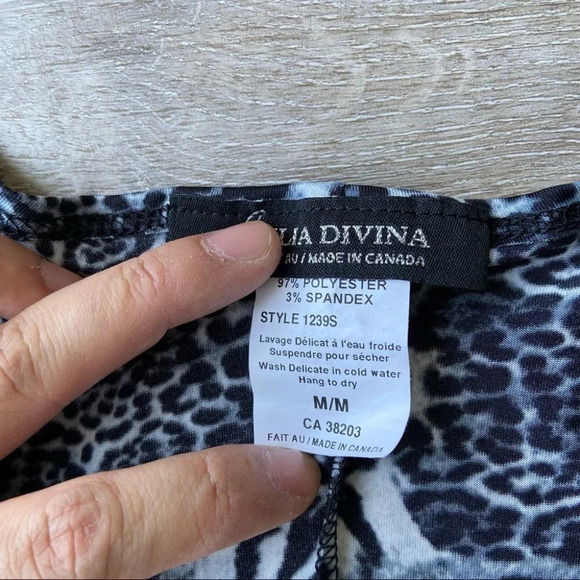 DIVINA
AU / MADE IN CANADA
97% POLYESTER
3% SPANDEX
STYLE 1239S
Lavage Délicat à l'eau froide
Suspendre pour sécher
Wash Delicate in cold water
Hang to dry
M/M
CA 38203
FAIT AU / MADE IN CANADA